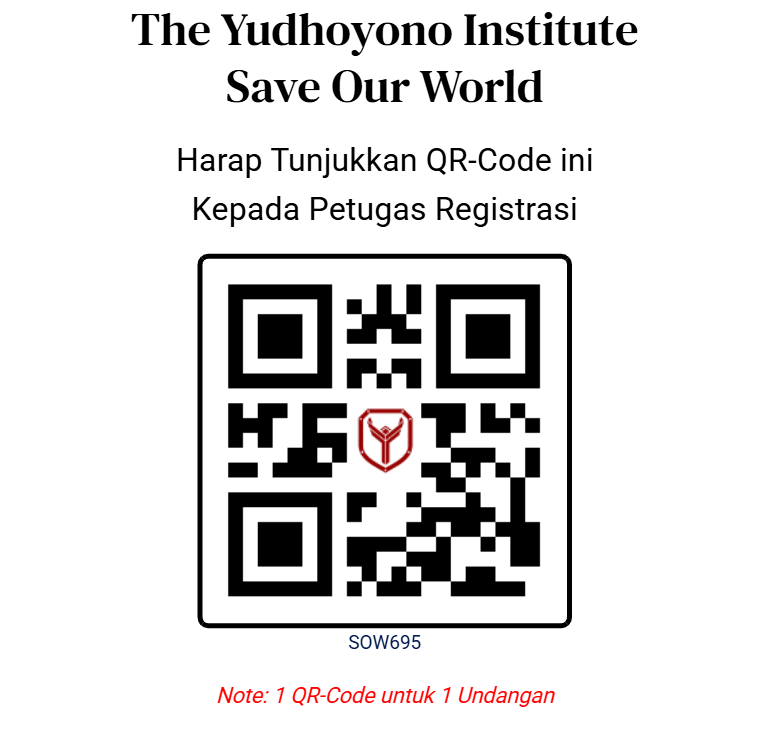 The Yudhoyono Institute
Save Our World
Harap Tunjukkan QR-Code ini
Kepada Petugas Registrasi
SOW695
Note: 1 QR-Code untuk 1 Undangan